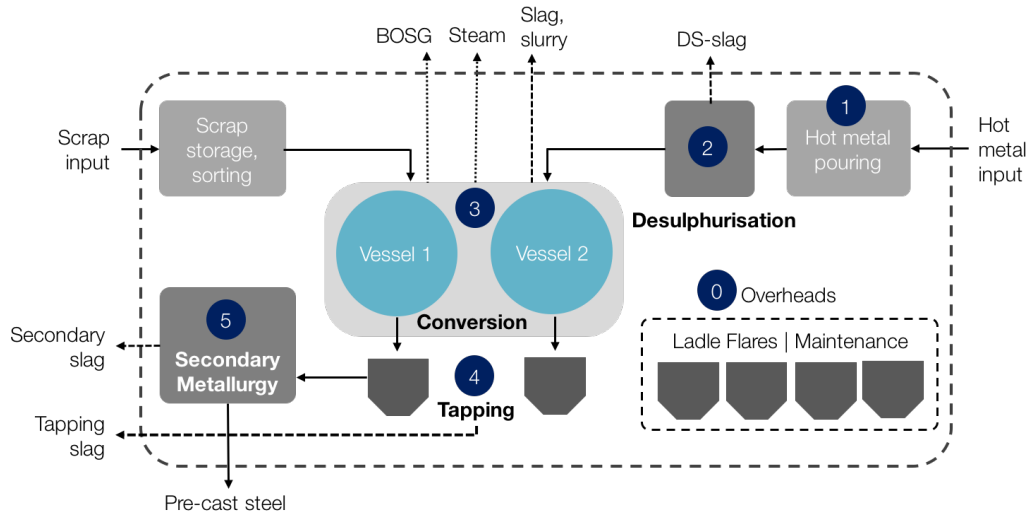 BOSG
Steam
Slag,
slurry
DS-slag
Scrap
input
Scrap
storage,
sorting
1
Hot metal
pouring
Hot
metal
input
2
Desulphurisation
3
Vessel 1
Vessel 2
Conversion
0
Overheads
Ladle Flares | Maintenance
5
Secondary
Metallurgy
4
Tapping
Secondary
slag
Tapping
slag
Pre-cast steel